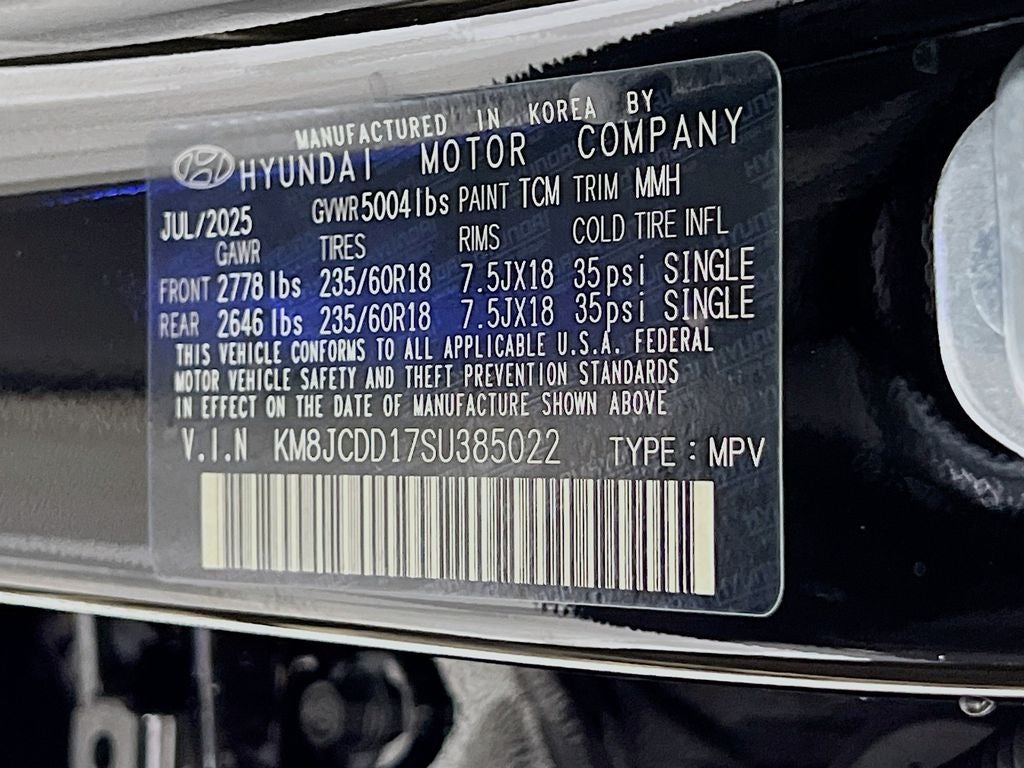 MANUFACTURED IN KOREA BY
HYUNDAI MOTOR COMPANY
JUL/2025 GVWR 5004 lbs PAINT TCM TRIM MMH
GAWR TIRES RIMS COLD TIRE INFL
FRONT 2778 lbs 235/60R18 7.5JX18 35psi SINGLE
REAR 2646 lbs 235/60R18 7.5JX18 35psi SINGLE
THIS VEHICLE CONFORMS TO ALL APPLICABLE U.S.A. FEDERAL
MOTOR VEHICLE SAFETY AND THEFT PREVENTION STANDARDS
IN EFFECT ON THE DATE OF MANUFACTURE SHOWN ABOVE
V.I.N KM8JCDD17SU385022 TYPE : MPV